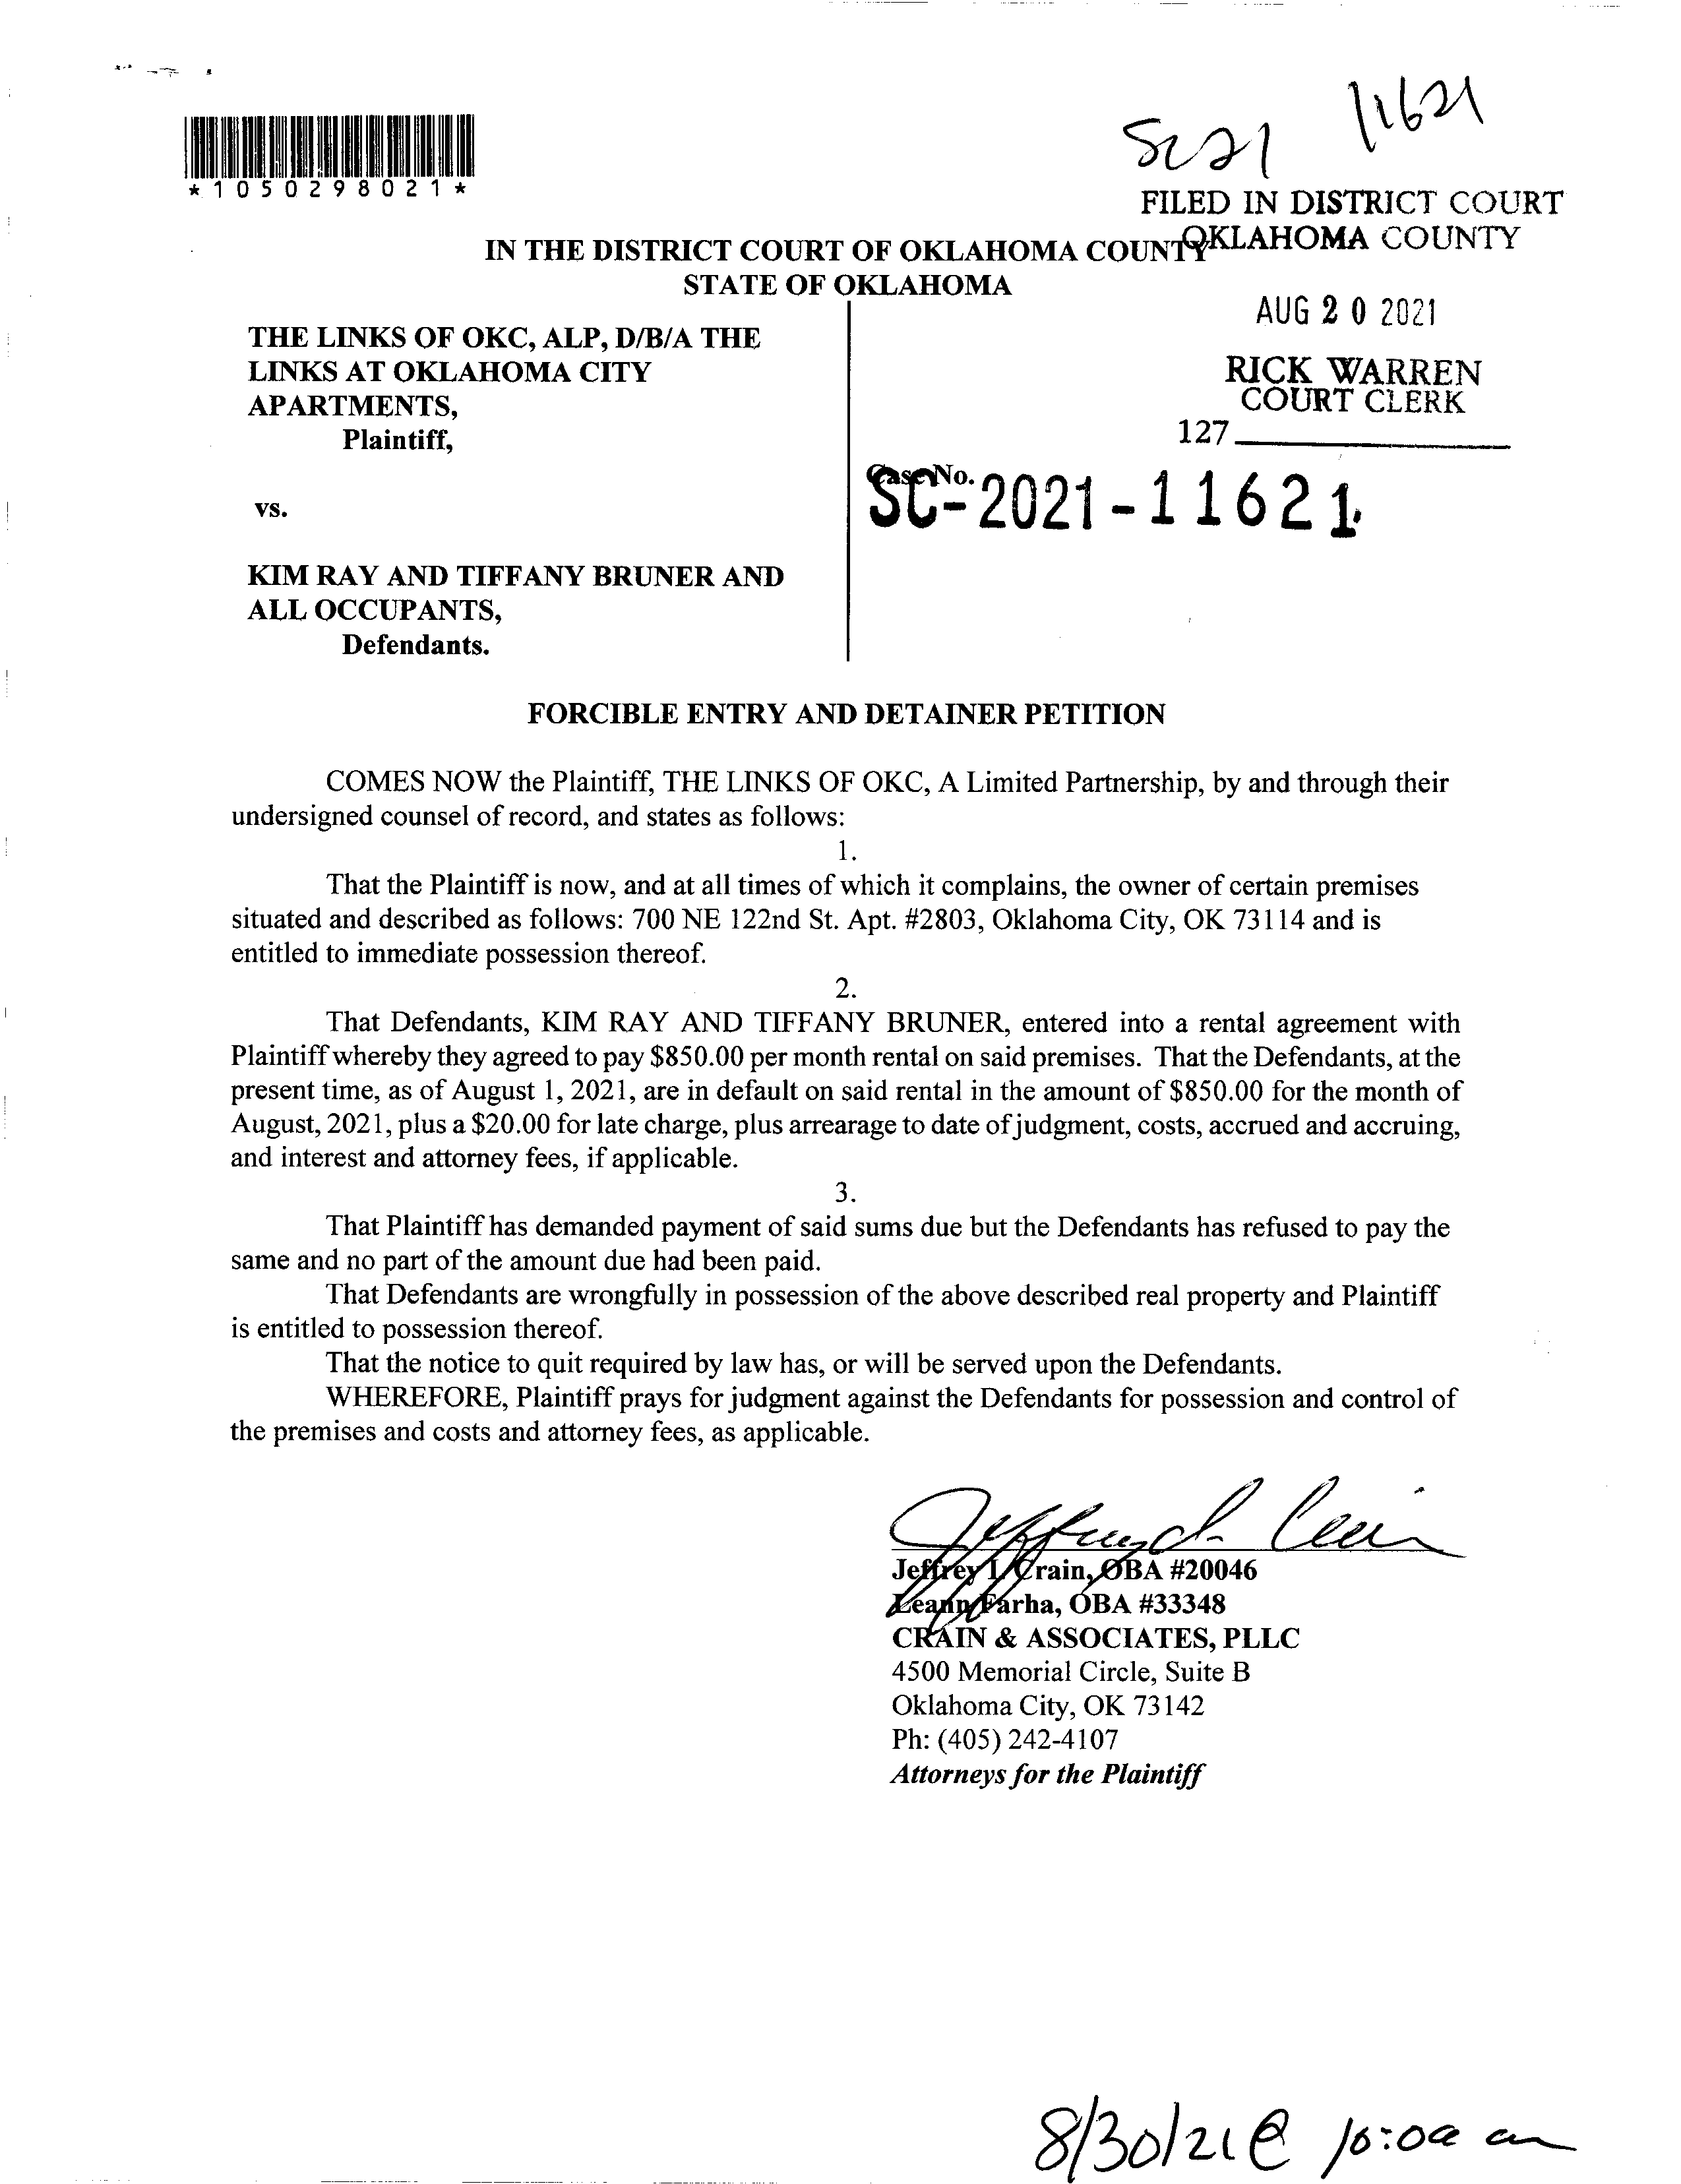 SC21 11621
*1050298021*
FILED IN DISTRICT COURT
OKLAHOMA COUNTY
IN THE DISTRICT COURT OF OKLAHOMA COUNTY
STATE OF OKLAHOMA
AUG 20 2021
THE LINKS OF OKC, ALP, D/B/A THE
LINKS AT OKLAHOMA CITY
APARTMENTS,
Plaintiff,
RICK WARREN
COURT CLERK
127
Case No.
SC-2021-11621
vs.
KIM RAY AND TIFFANY BRUNER AND
ALL OCCUPANTS,
Defendants.
FORCIBLE ENTRY AND DETAINER PETITION
COMES NOW the Plaintiff, THE LINKS OF OKC, A Limited Partnership, by and through their
undersigned counsel of record, and states as follows:
1.
That the Plaintiff is now, and at all times of which it complains, the owner of certain premises
situated and described as follows: 700 NE 122nd St. Apt. #2803, Oklahoma City, OK 73114 and is
entitled to immediate possession thereof.
2.
That Defendants, KIM RAY AND TIFFANY BRUNER, entered into a rental agreement with
Plaintiff whereby they agreed to pay $850.00 per month rental on said premises. That the Defendants, at the
present time, as of August 1, 2021, are in default on said rental in the amount of $850.00 for the month of
August, 2021, plus a $20.00 for late charge, plus arrearage to date of judgment, costs, accrued and accruing,
and interest and attorney fees, if applicable.
3.
That Plaintiff has demanded payment of said sums due but the Defendants has refused to pay the
same and no part of the amount due had been paid.
That Defendants are wrongfully in possession of the above described real property and Plaintiff
is entitled to possession thereof.
That the notice to quit required by law has, or will be served upon the Defendants.
WHEREFORE, Plaintiff prays for judgment against the Defendants for possession and control of
the premises and costs and attorney fees, as applicable.
Jeffrey L Crain, OBA #20046
Leann Farha, OBA #33348
CRAIN & ASSOCIATES, PLLC
4500 Memorial Circle, Suite B
Oklahoma City, OK 73142
Ph: (405) 242-4107
Attorneys for the Plaintiff
8/30/21 @ 10:00 am